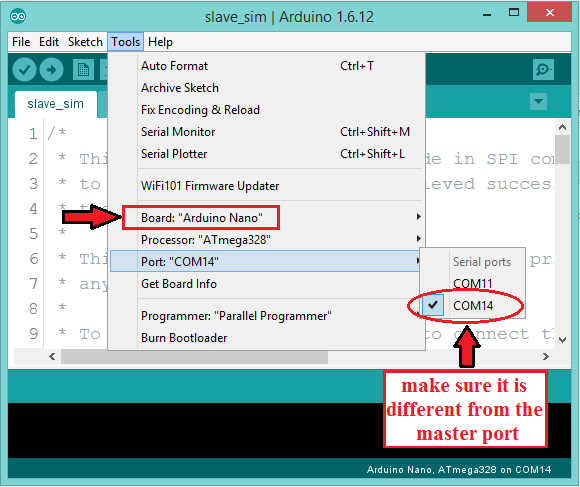 slave_sim | Arduino 1.6.12
File Edit Sketch Tools Help
Auto Format Ctrl+T
Archive Sketch
Fix Encoding & Reload
Serial Monitor Ctrl+Shift+M
Serial Plotter Ctrl+Shift+L
WiFi101 Firmware Updater
Board: "Arduino Nano"
Processor: "ATmega328"
Port: "COM14"
Get Board Info
Programmer: "Parallel Programmer"
Burn Bootloader
Serial ports
COM11
COM14
slave_sim
1 /*
2 * Thi de in SPI com
3 * to eved succes
4 *
5 *
6 * Thi pri
7 * any
8 *
9 * To o connect th
make sure it is
different from the
master port
Arduino Nano, ATmega328 on COM14